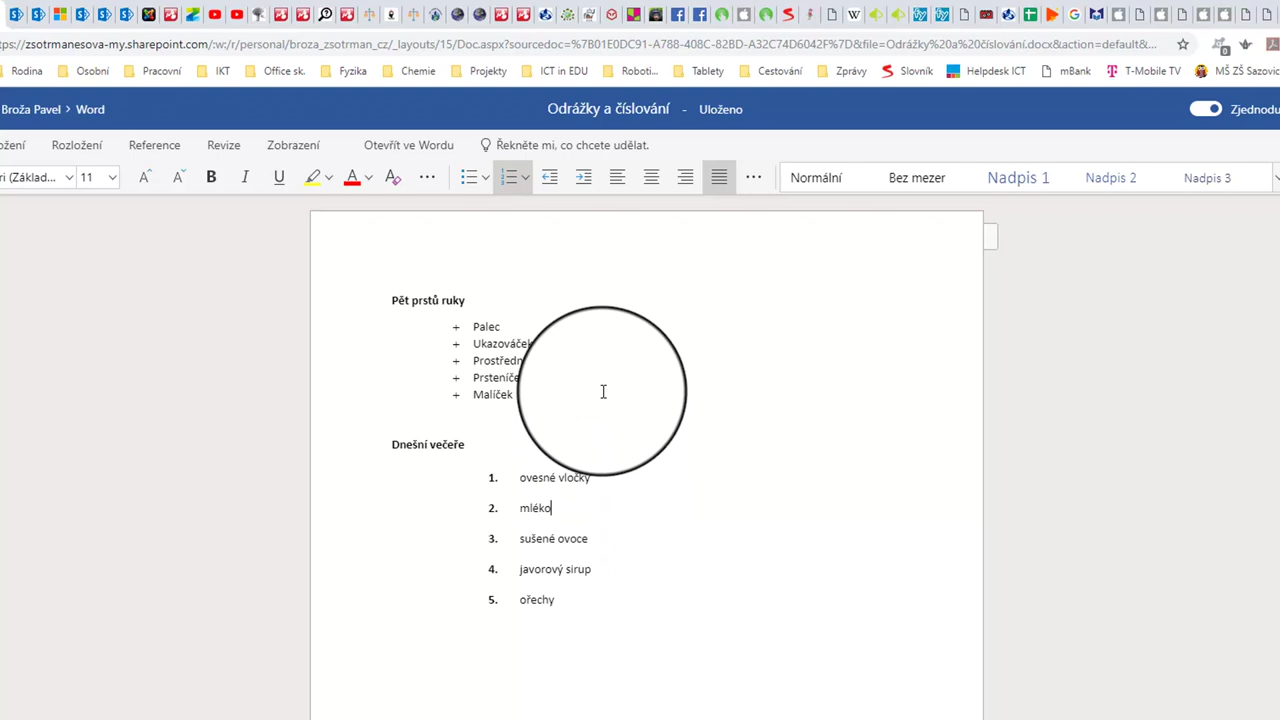 ttps://zsotrmanesova-my.sharepoint.com/:w:/r/personal/broza_zsotrman_cz/_layouts/15/Doc.aspx?sourcedoc=%7B01E0DC91-A788-408C-82BD-A32C74D6042F%7D&file=Odrážky%20a%20číslování.docx&action=default&...
Rodina Osobní Pracovní IKT Office sk. Fyzika Chemie Projekty ICT in EDU Roboti... Tablety Cestování Zprávy Slovník Helpdesk ICT mBank T-Mobile TV MŠ ZŠ Sazovic
Broža Pavel > Word Odrážky a číslování - Uloženo Zjednodu
ožení Rozložení Reference Revize Zobrazení Otevřít ve Wordu Řekněte mi, co chcete udělat.
ri (Základ... 11 B I U A A Normální Bez mezer Nadpis 1 Nadpis 2 Nadpis 3
Pět prstů ruky
+ Palec
+ Ukazováček
+ Prostředn
+ Prsteníče
+ Malíček
Dnešní večeře
1. ovesné vločky
2. mléko
3. sušené ovoce
4. javorový sirup
5. ořechy